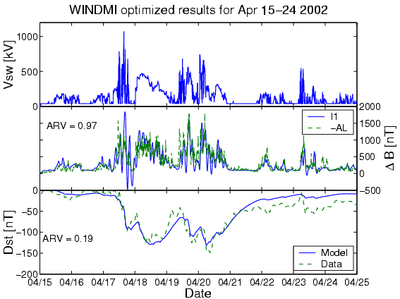 WINDMI optimized results for Apr 15–24 2002
Vsw [kV]
1000
500
0
ARV = 0.97
I1
−AL
2000
1500
1000
500
0
−500
Δ B [nT]
Dst [nT]
0
−50
−100
−150
−200
ARV = 0.19
Model
Data
04/15 04/16 04/17 04/18 04/19 04/20 04/21 04/22 04/23 04/24 04/25
Date